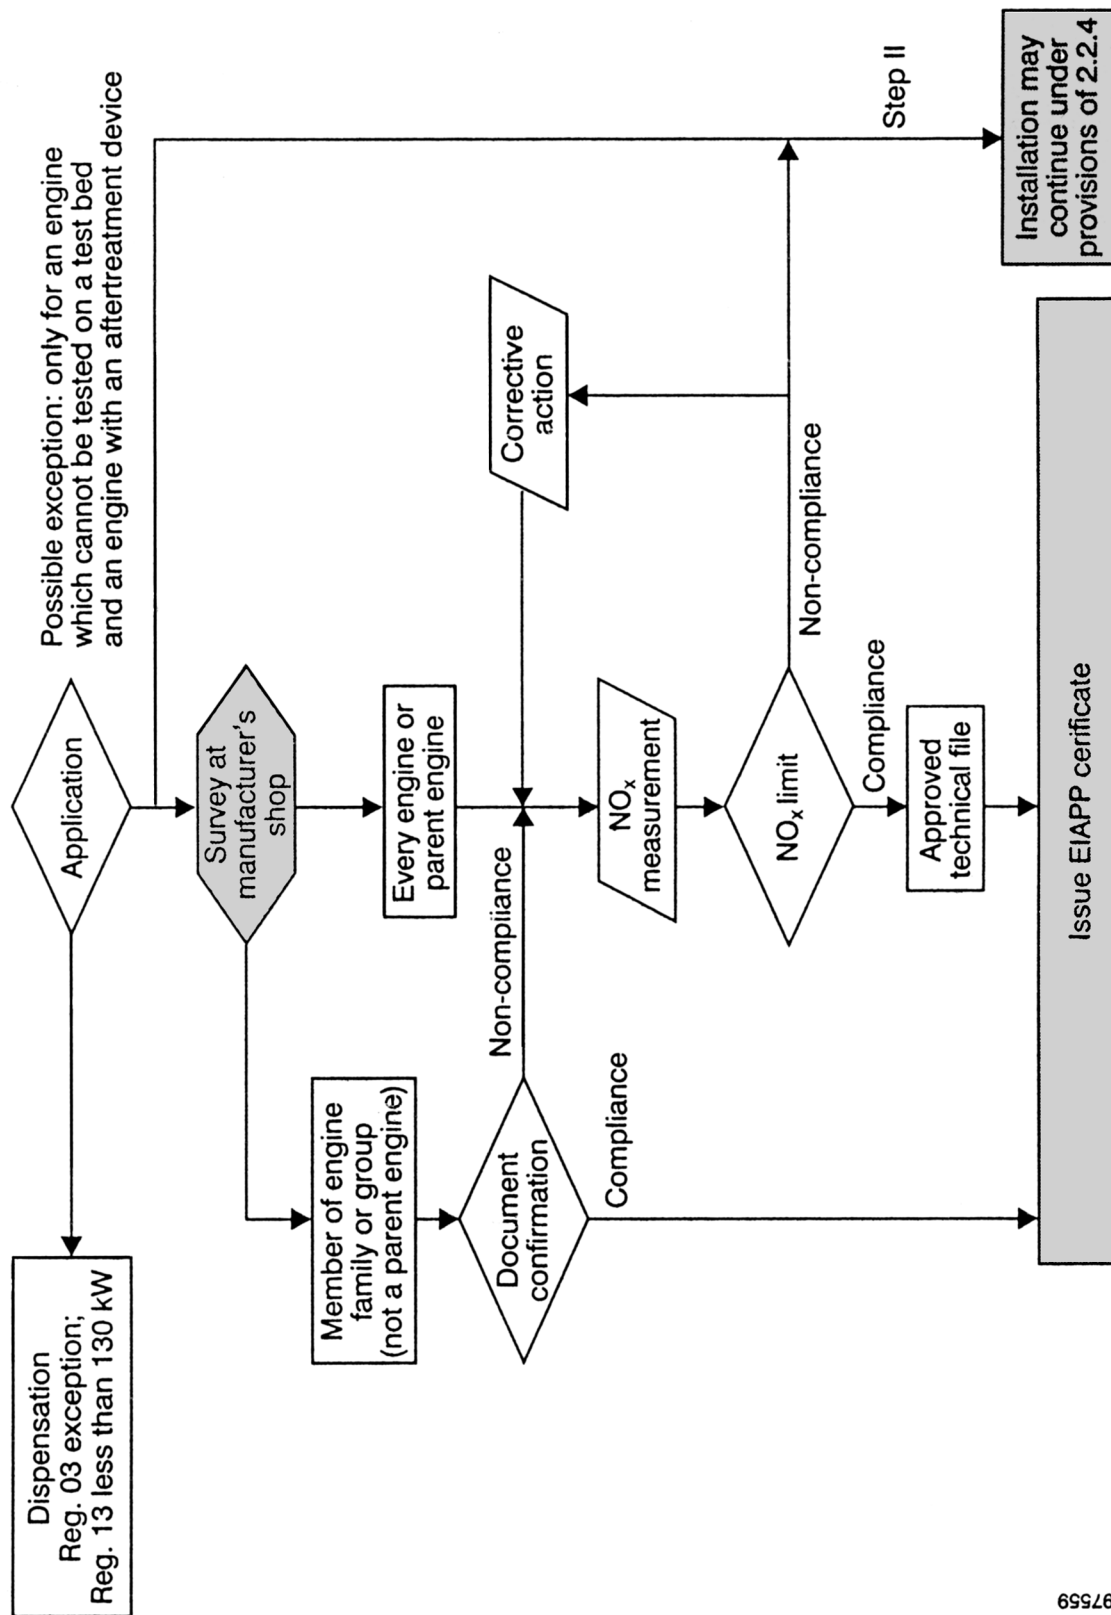 Dispensation
Reg. 03 exception;
Reg. 13 less than 130 kW
Application
Possible exception: only for an engine
which cannot be tested on a test bed
and an engine with an aftertreatment device
Survey at
manufacturer's
shop
Member of engine
family or group
(not a parent engine)
Every engine or
parent engine
Document
confirmation
Non-compliance
Corrective
action
NOx
measurement
Compliance
NOx limit
Non-compliance
Compliance
Approved
technical file
Step II
Issue EIAPP cerificate
Installation may
continue under
provisions of 2.2.4
97559